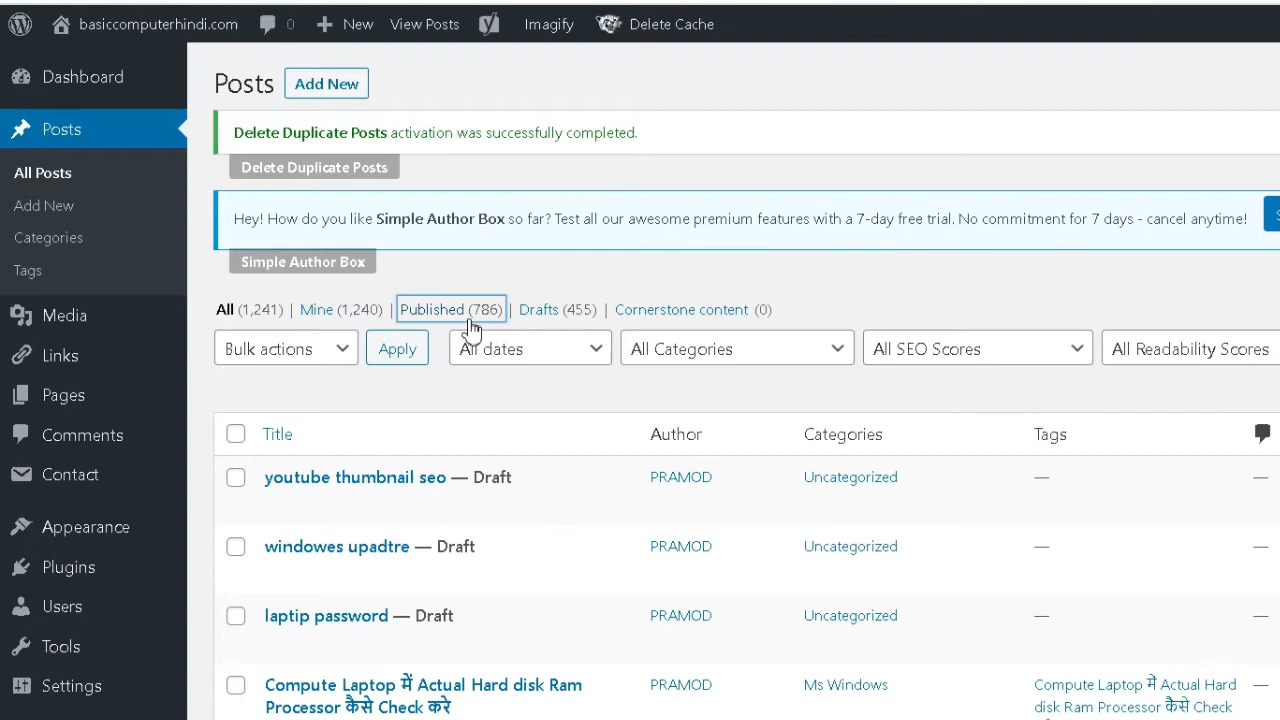 basiccomputerhindi.com 0 New View Posts Imagify Delete Cache
Dashboard
Posts
All Posts
Add New
Categories
Tags
Media
Links
Pages
Comments
Contact
Appearance
Plugins
Users
Tools
Settings
Posts Add New
Delete Duplicate Posts activation was successfully completed.
Delete Duplicate Posts
Hey! How do you like Simple Author Box so far? Test all our awesome premium features with a 7-day free trial. No commitment for 7 days - cancel anytime!
Simple Author Box
All (1,241) | Mine (1,240) | Published (786) | Drafts (455) | Cornerstone content (0)
Bulk actions Apply All dates All Categories All SEO Scores All Readability Scores
Title Author Categories Tags
youtube thumbnail seo — Draft PRAMOD Uncategorized — —
windowes upadtre — Draft PRAMOD Uncategorized — —
laptip password — Draft PRAMOD Uncategorized — —
Compute Laptop में Actual Hard disk Ram PRAMOD Ms Windows Compute Laptop में Actual Hard —
Processor कैसे Check करे disk Ram Processor कैसे Check